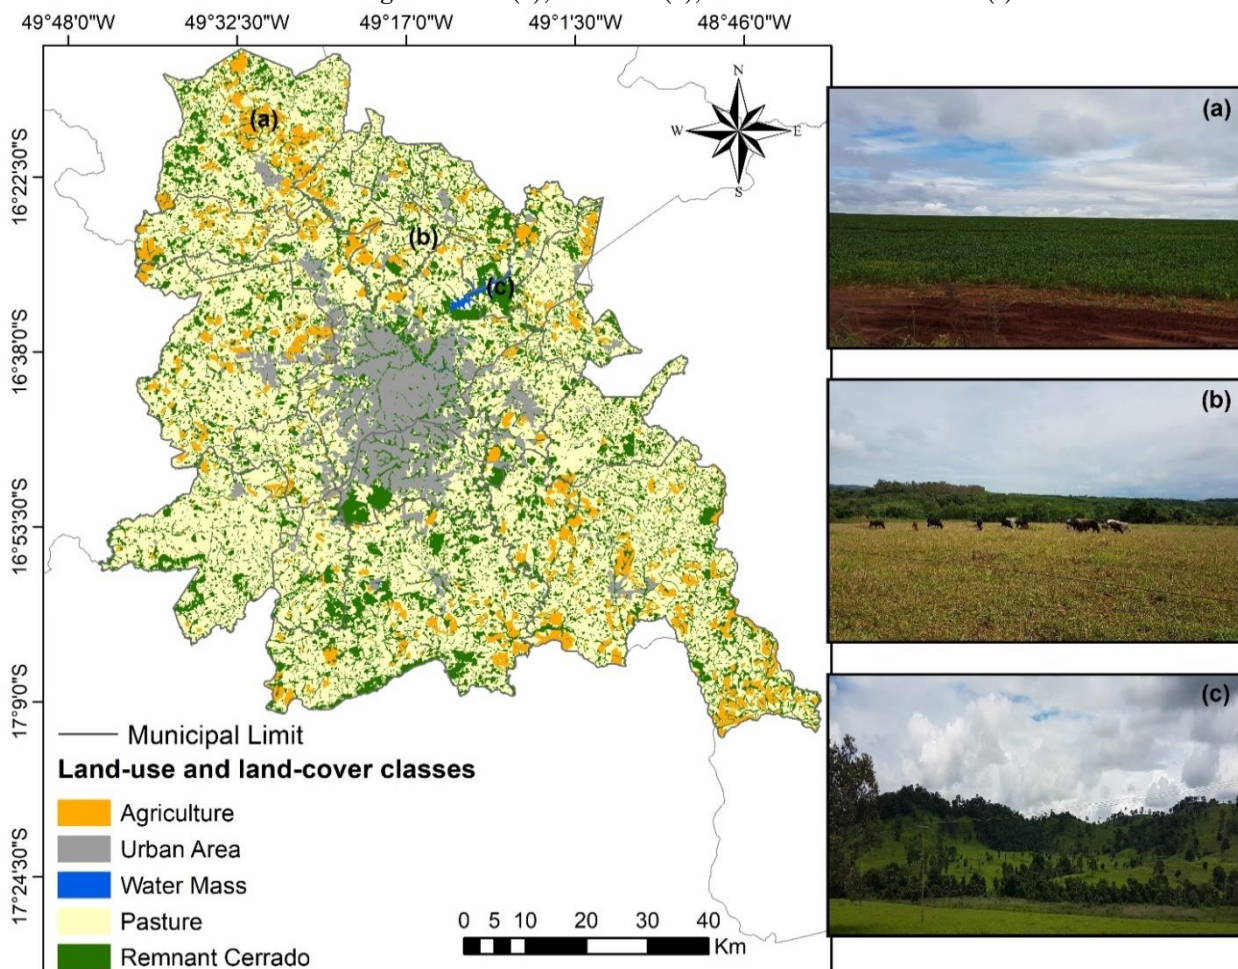 49°48'0"W 49°32'30"W 49°17'0"W 49°1'30"W 48°46'0"W
16°22'30"S
16°38'0"S
16°53'30"S
17°9'0"S
17°24'30"S
N
W E
S
(a)
(b)
(c)
(a)
(b)
(c)
Municipal Limit
Land-use and land-cover classes
Agriculture
Urban Area
Water Mass
Pasture
Remnant Cerrado
0 5 10 20 30 40
Km